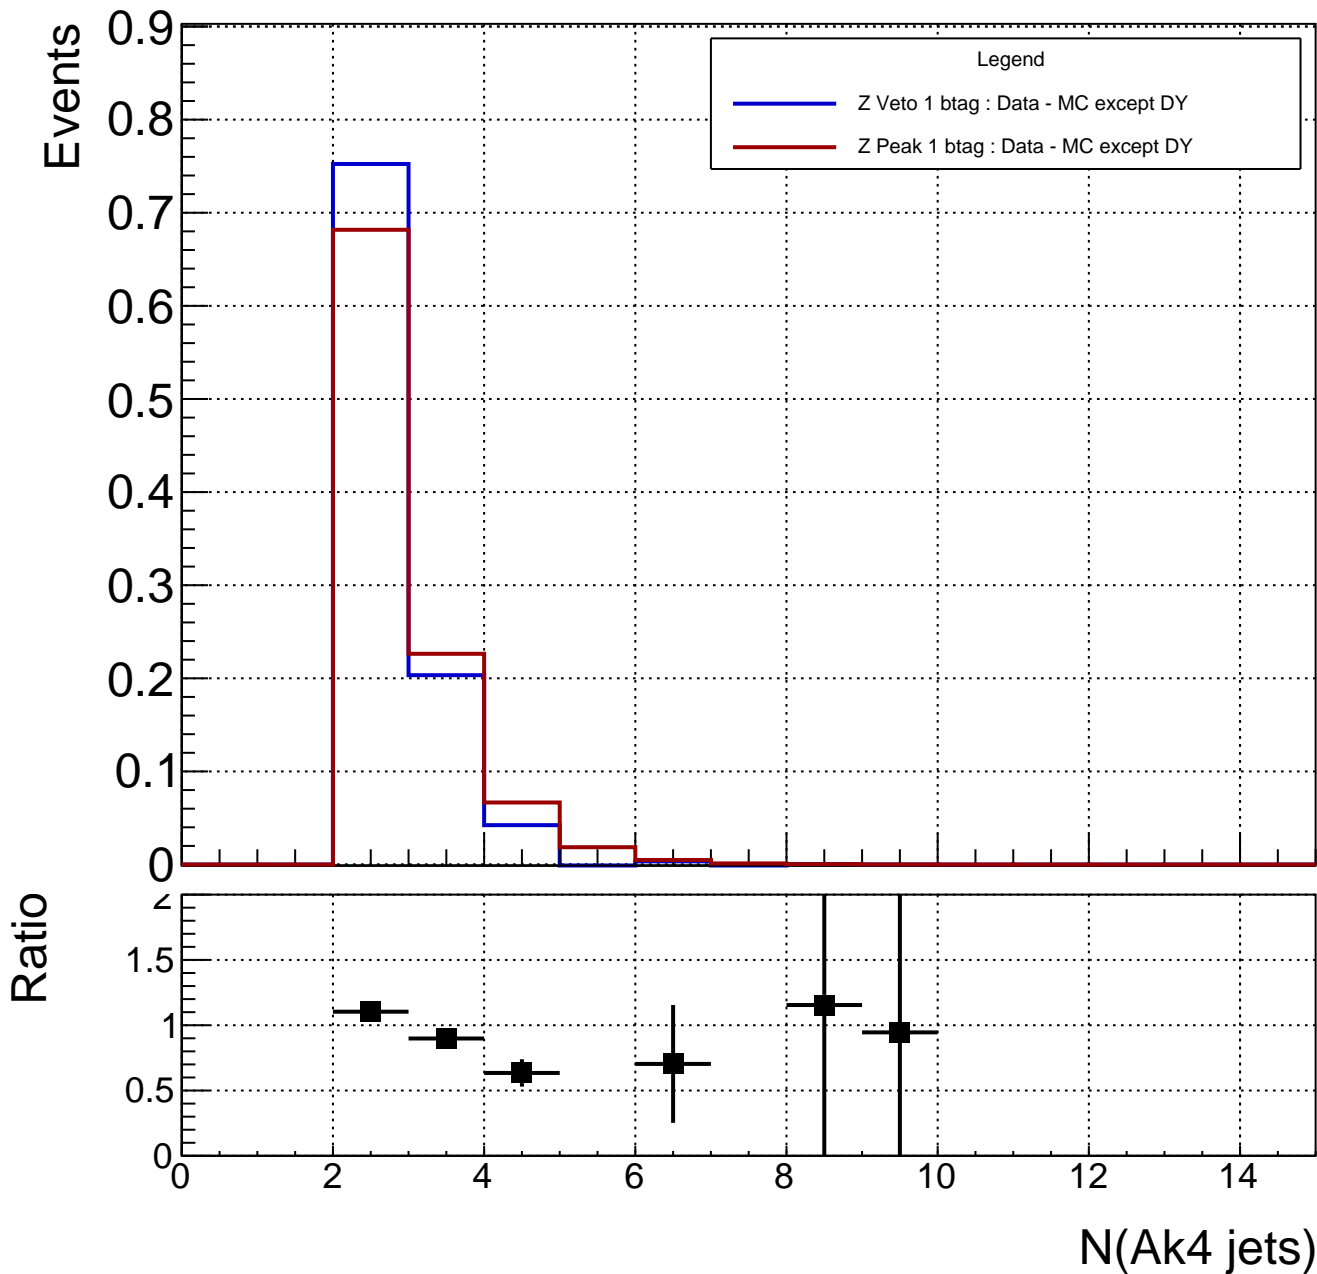 Events
0.9
0.8
0.7
0.6
0.5
0.4
0.3
0.2
0.1
0
Legend
Z Veto 1 btag : Data - MC except DY
Z Peak 1 btag : Data - MC except DY
Ratio
2
1.5
1
0.5
0
0 2 4 6 8 10 12 14
N(Ak4 jets)